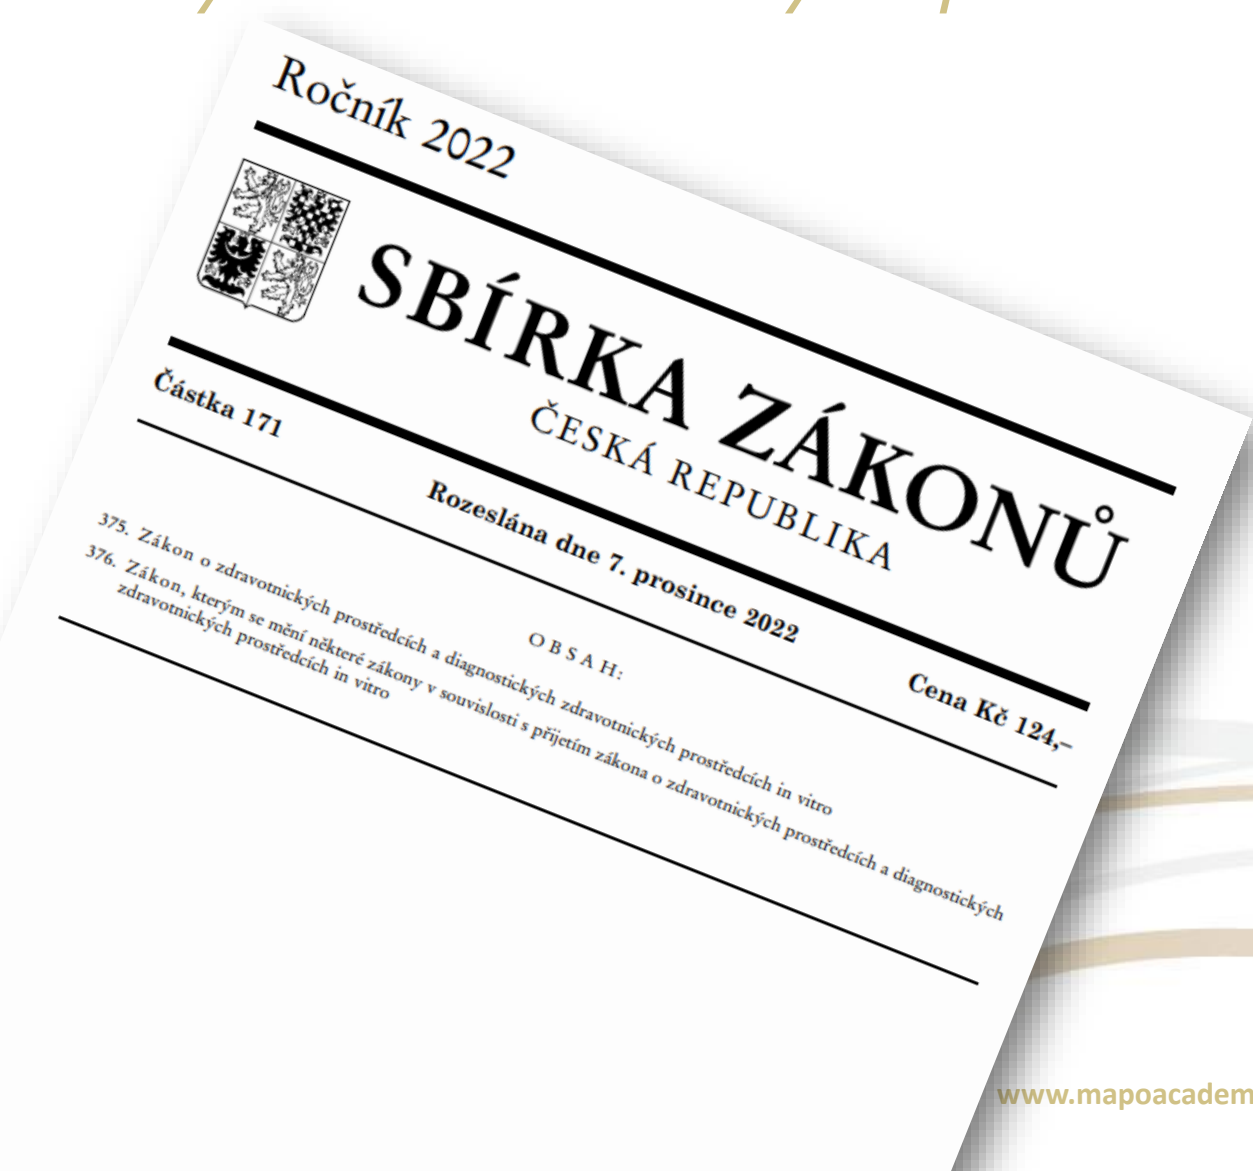 Ročník 2022
SBÍRKA ZÁKONŮ
ČESKÁ REPUBLIKA
Částka 171
Rozeslána dne 7. prosince 2022
Cena Kč 124,–
O B S A H:
375. Zákon o zdravotnických prostředcích a diagnostických zdravotnických prostředcích in vitro
376. Zákon, kterým se mění některé zákony v souvislosti s přijetím zákona o zdravotnických prostředcích a diagnostických
zdravotnických prostředcích in vitro
www.mapoacadem